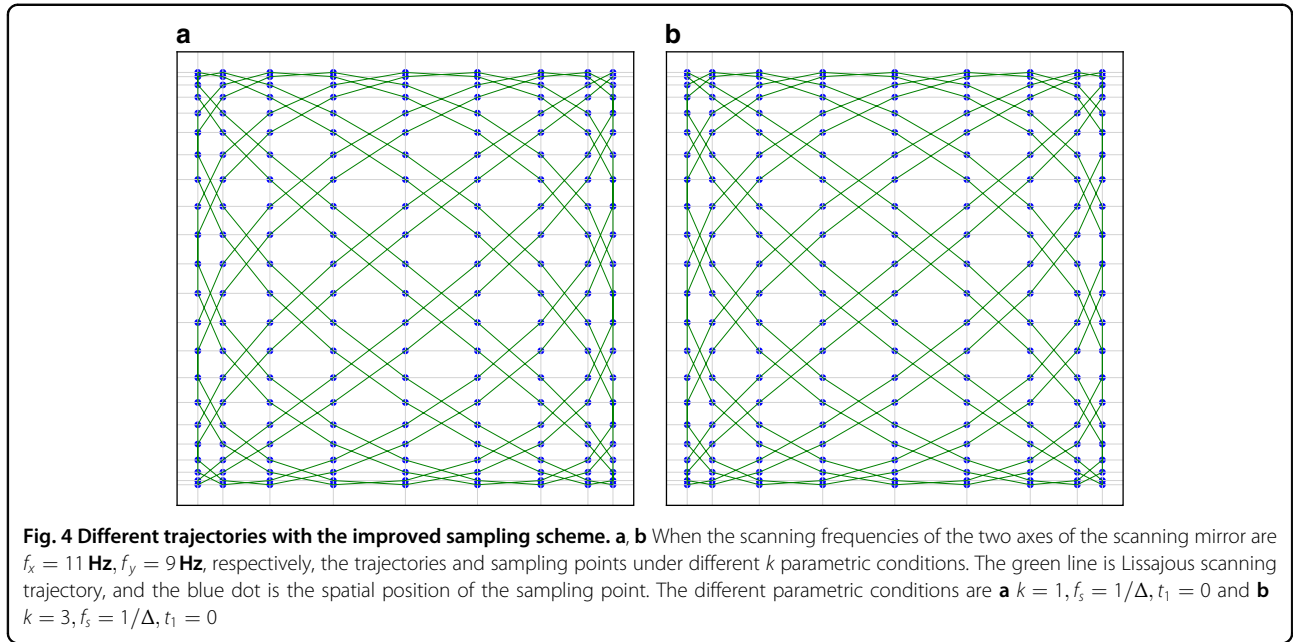 a
b
Fig. 4 Different trajectories with the improved sampling scheme. a, b When the scanning frequencies of the two axes of the scanning mirror are
f_x = 11 Hz, f_y = 9 Hz, respectively, the trajectories and sampling points under different k parametric conditions. The green line is Lissajous scanning
trajectory, and the blue dot is the spatial position of the sampling point. The different parametric conditions are a k = 1, f_s = 1/Δ, t_1 = 0 and b
k = 3, f_s = 1/Δ, t_1 = 0